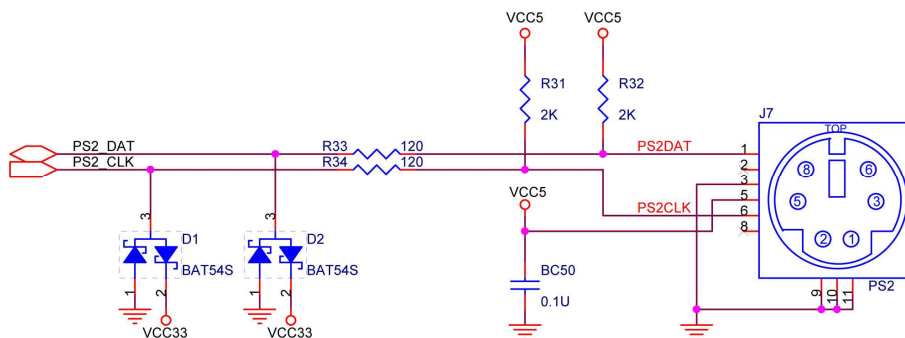 VCC5 VCC5
R31 R32
2K 2K
J7
TOP
PS2_DAT R33 120 PS2DAT 1
PS2_CLK R34 120 2
8 6
VCC5 3
5 3
5
PS2CLK 6
3 3 8
2 1
D1 D2
BAT54S BAT54S
BC50
PS2
0.1U
1 2 1 2 9 10 11
VCC33 VCC33